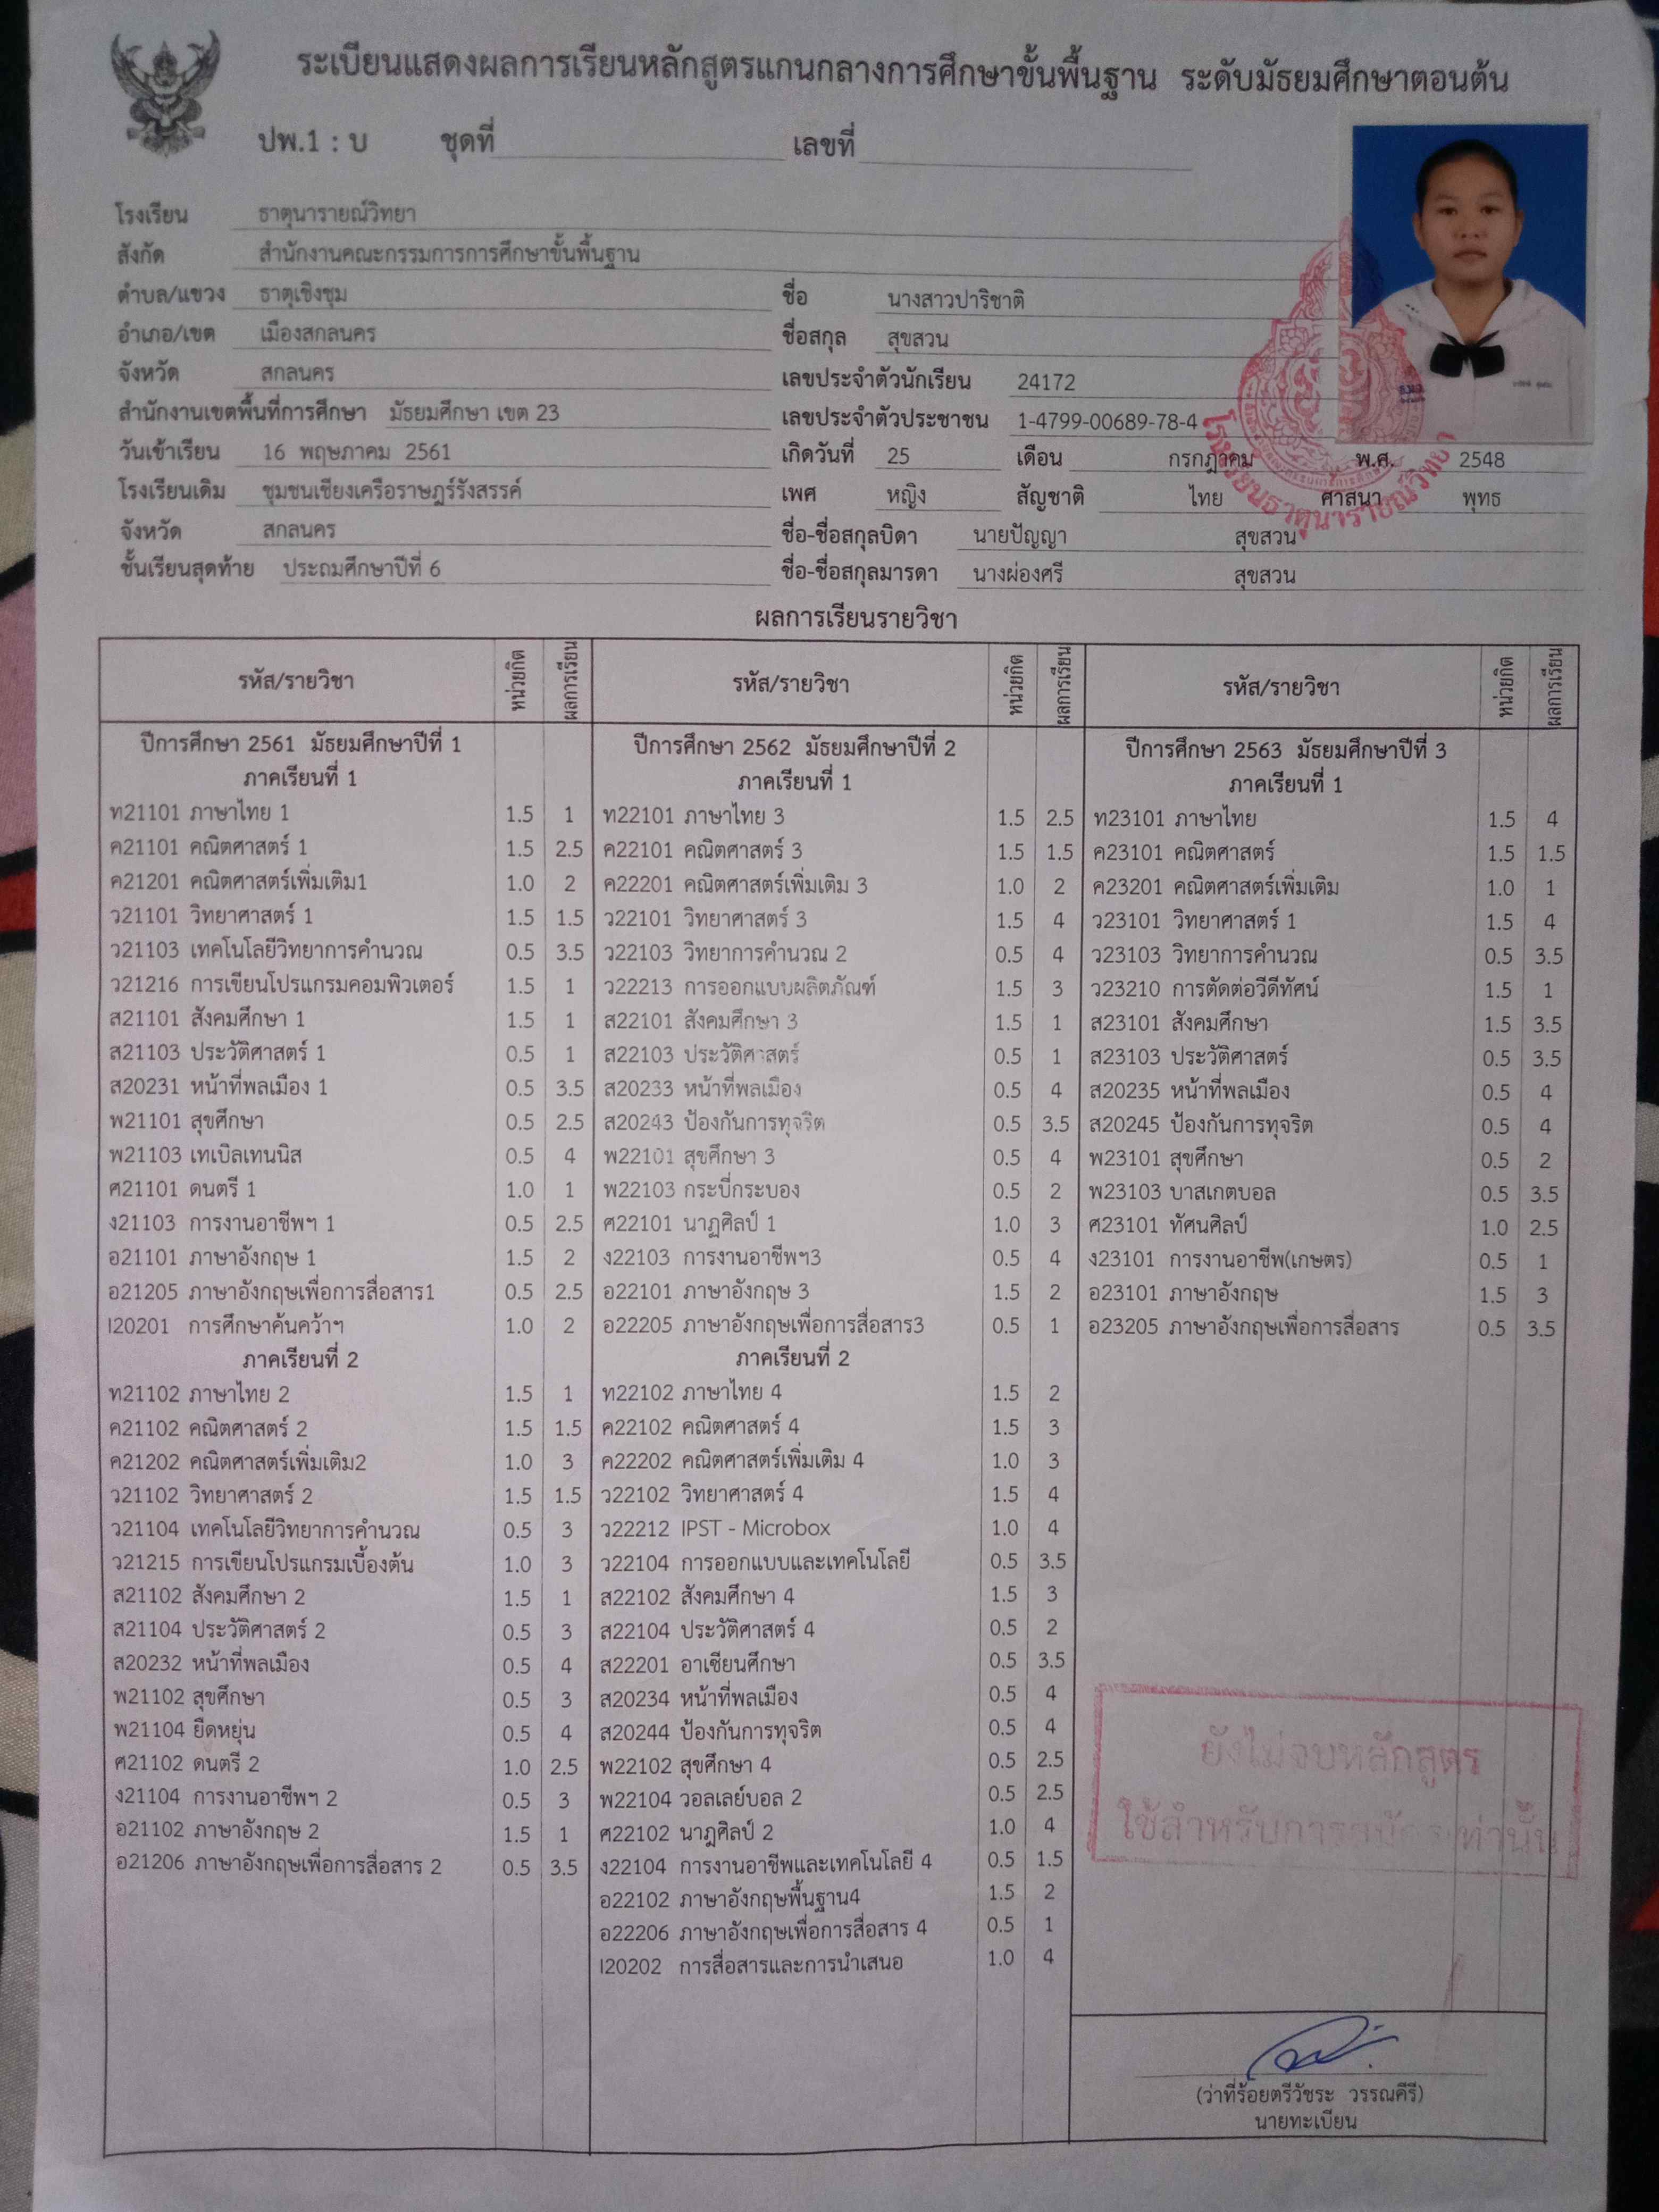 ระเบียนแสดงผลการเรียนหลักสูตรแกนกลางการศึกษาขั้นพื้นฐาน ระดับมัธยมศึกษาตอนต้น
ปพ.1 : บ ชุดที่ เลขที่
โรงเรียน ธาตุนารายณ์วิทยา
สังกัด สำนักงานคณะกรรมการการศึกษาขั้นพื้นฐาน
ตำบล/แขวง ธาตุเชิงชุม
อำเภอ/เขต เมืองสกลนคร
จังหวัด สกลนคร
สำนักงานเขตพื้นที่การศึกษา มัธยมศึกษา เขต 23
วันเข้าเรียน 16 พฤษภาคม 2561
โรงเรียนเดิม ชุมชนเชียงเครือราษฎร์รังสรรค์
จังหวัด สกลนคร
ชั้นเรียนสุดท้าย ประถมศึกษาปีที่ 6
ชื่อ นางสาวปาริชาติ
ชื่อสกุล สุขสวน
เลขประจำตัวนักเรียน 24172
เลขประจำตัวประชาชน 1-4799-00689-78-4
เกิดวันที่ 25 เดือน กรกฎาคม พ.ศ. 2548
เพศ หญิง สัญชาติ ไทย ศาสนา พุทธ
ชื่อ-ชื่อสกุลบิดา นายปัญญา สุขสวน
ชื่อ-ชื่อสกุลมารดา นางผ่องศรี สุขสวน
โรงเรียนธาตุนารายณ์วิทยา
ผลการเรียนรายวิชา
รหัส/รายวิชา หน่วยกิต ผลการเรียน
ปีการศึกษา 2561 มัธยมศึกษาปีที่ 1
ภาคเรียนที่ 1
ท21101 ภาษาไทย 1 1.5 1
ค21101 คณิตศาสตร์ 1 1.5 2.5
ค21201 คณิตศาสตร์เพิ่มเติม1 1.0 2
ว21101 วิทยาศาสตร์ 1 1.5 1.5
ว21103 เทคโนโลยีวิทยาการคำนวณ 0.5 3.5
ว21216 การเขียนโปรแกรมคอมพิวเตอร์ 1.5 1
ส21101 สังคมศึกษา 1 1.5 1
ส21103 ประวัติศาสตร์ 1 0.5 1
ส20231 หน้าที่พลเมือง 1 0.5 3.5
พ21101 สุขศึกษา 0.5 2.5
พ21103 เทเบิลเทนนิส 0.5 4
ศ21101 ดนตรี 1 1.0 1
ง21103 การงานอาชีพฯ 1 0.5 2.5
อ21101 ภาษาอังกฤษ 1 1.5 2
อ21205 ภาษาอังกฤษเพื่อการสื่อสาร1 0.5 2.5
I20201 การศึกษาค้นคว้าฯ 1.0 2
ภาคเรียนที่ 2
ท21102 ภาษาไทย 2 1.5 1
ค21102 คณิตศาสตร์ 2 1.5 1.5
ค21202 คณิตศาสตร์เพิ่มเติม2 1.0 3
ว21102 วิทยาศาสตร์ 2 1.5 1.5
ว21104 เทคโนโลยีวิทยาการคำนวณ 0.5 3
ว21215 การเขียนโปรแกรมเบื้องต้น 1.0 3
ส21102 สังคมศึกษา 2 1.5 1
ส21104 ประวัติศาสตร์ 2 0.5 3
ส20232 หน้าที่พลเมือง 0.5 4
พ21102 สุขศึกษา 0.5 3
พ21104 ยืดหยุ่น 0.5 4
ศ21102 ดนตรี 2 1.0 2.5
ง21104 การงานอาชีพฯ 2 0.5 3
อ21102 ภาษาอังกฤษ 2 1.5 1
อ21206 ภาษาอังกฤษเพื่อการสื่อสาร 2 0.5 3.5
รหัส/รายวิชา หน่วยกิต ผลการเรียน
ปีการศึกษา 2562 มัธยมศึกษาปีที่ 2
ภาคเรียนที่ 1
ท22101 ภาษาไทย 3 1.5 2.5
ค22101 คณิตศาสตร์ 3 1.5 1.5
ค22201 คณิตศาสตร์เพิ่มเติม 3 1.0 2
ว22101 วิทยาศาสตร์ 3 1.5 4
ว22103 วิทยาการคำนวณ 2 0.5 4
ว22213 การออกแบบผลิตภัณฑ์ 1.5 3
ส22101 สังคมศึกษา 3 1.5 1
ส22103 ประวัติศาสตร์ 0.5 1
ส20233 หน้าที่พลเมือง 0.5 4
ส20243 ป้องกันการทุจริต 0.5 3.5
พ22101 สุขศึกษา 3 0.5 4
พ22103 กระบี่กระบอง 0.5 2
ศ22101 นาฏศิลป์ 1 1.0 3
ง22103 การงานอาชีพฯ3 0.5 4
อ22101 ภาษาอังกฤษ 3 1.5 2
อ22205 ภาษาอังกฤษเพื่อการสื่อสาร3 0.5 1
ภาคเรียนที่ 2
ท22102 ภาษาไทย 4 1.5 2
ค22102 คณิตศาสตร์ 4 1.5 3
ค22202 คณิตศาสตร์เพิ่มเติม 4 1.0 3
ว22102 วิทยาศาสตร์ 4 1.5 4
ว22212 IPST - Microbox 1.0 4
ว22104 การออกแบบและเทคโนโลยี 0.5 3.5
ส22102 สังคมศึกษา 4 1.5 3
ส22104 ประวัติศาสตร์ 4 0.5 2
ส22201 อาเซียนศึกษา 0.5 3.5
ส20234 หน้าที่พลเมือง 0.5 4
ส20244 ป้องกันการทุจริต 0.5 4
พ22102 สุขศึกษา 4 0.5 2.5
พ22104 วอลเลย์บอล 2 0.5 2.5
ศ22102 นาฏศิลป์ 2 1.0 4
ง22104 การงานอาชีพและเทคโนโลยี 4 0.5 1.5
อ22102 ภาษาอังกฤษพื้นฐาน4 1.5 2
อ22206 ภาษาอังกฤษเพื่อการสื่อสาร 4 0.5 1
I20202 การสื่อสารและการนำเสนอ 1.0 4
รหัส/รายวิชา หน่วยกิต ผลการเรียน
ปีการศึกษา 2563 มัธยมศึกษาปีที่ 3
ภาคเรียนที่ 1
ท23101 ภาษาไทย 1.5 4
ค23101 คณิตศาสตร์ 1.5 1.5
ค23201 คณิตศาสตร์เพิ่มเติม 1.0 1
ว23101 วิทยาศาสตร์ 1 1.5 4
ว23103 วิทยาการคำนวณ 0.5 3.5
ว23210 การตัดต่อวีดีทัศน์ 1.5 1
ส23101 สังคมศึกษา 1.5 3.5
ส23103 ประวัติศาสตร์ 0.5 3.5
ส20235 หน้าที่พลเมือง 0.5 4
ส20245 ป้องกันการทุจริต 0.5 4
พ23101 สุขศึกษา 0.5 2
พ23103 บาสเกตบอล 0.5 3.5
ศ23101 ทัศนศิลป์ 1.0 2.5
ง23101 การงานอาชีพ(เกษตร) 0.5 1
อ23101 ภาษาอังกฤษ 1.5 3
อ23205 ภาษาอังกฤษเพื่อการสื่อสาร 0.5 3.5
ยังไม่จบหลักสูตร
ใช้สำหรับการสมัครเท่านั้น
(ว่าที่ร้อยตรีวัชระ วรรณคีรี)
นายทะเบียน